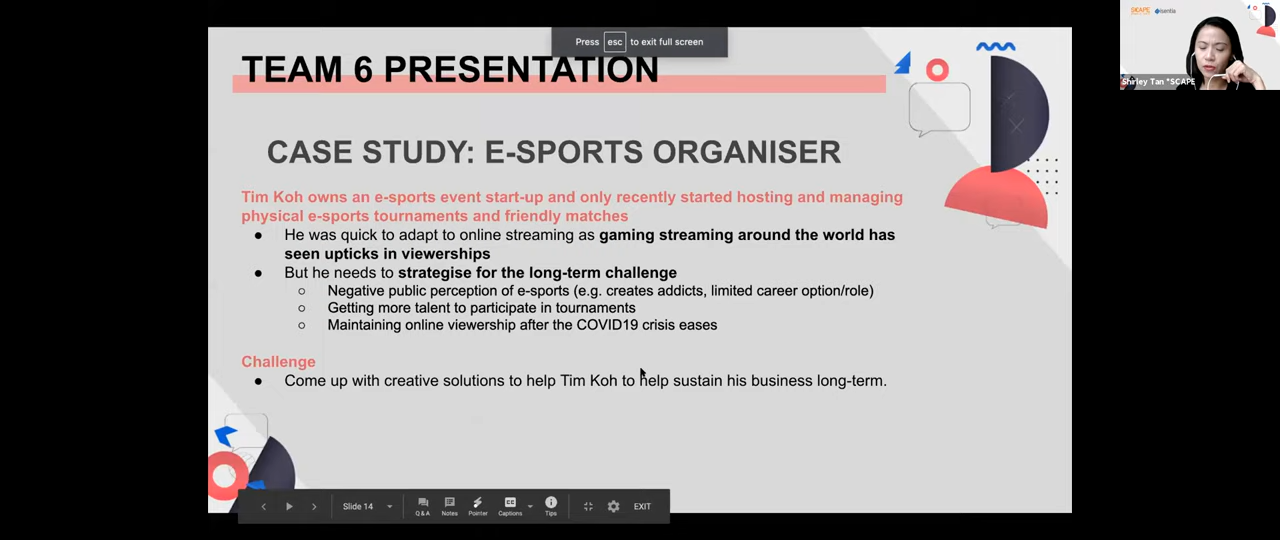 Press esc to exit full screen
TEAM 6 PRESENTATION
CASE STUDY: E-SPORTS ORGANISER
Tim Koh owns an e-sports event start-up and only recently started hosting and managing
physical e-sports tournaments and friendly matches
● He was quick to adapt to online streaming as gaming streaming around the world has
seen upticks in viewerships
● But he needs to strategise for the long-term challenge
○ Negative public perception of e-sports (e.g. creates addicts, limited career option/role)
○ Getting more talent to participate in tournaments
○ Maintaining online viewership after the COVID19 crisis eases
Challenge
● Come up with creative solutions to help Tim Koh to help sustain his business long-term.
Slide 14
Q & A
Notes
Pointer
CC
Captions
Tips
EXIT
SCAPE
isentia
Shirley Tan *SCAPE